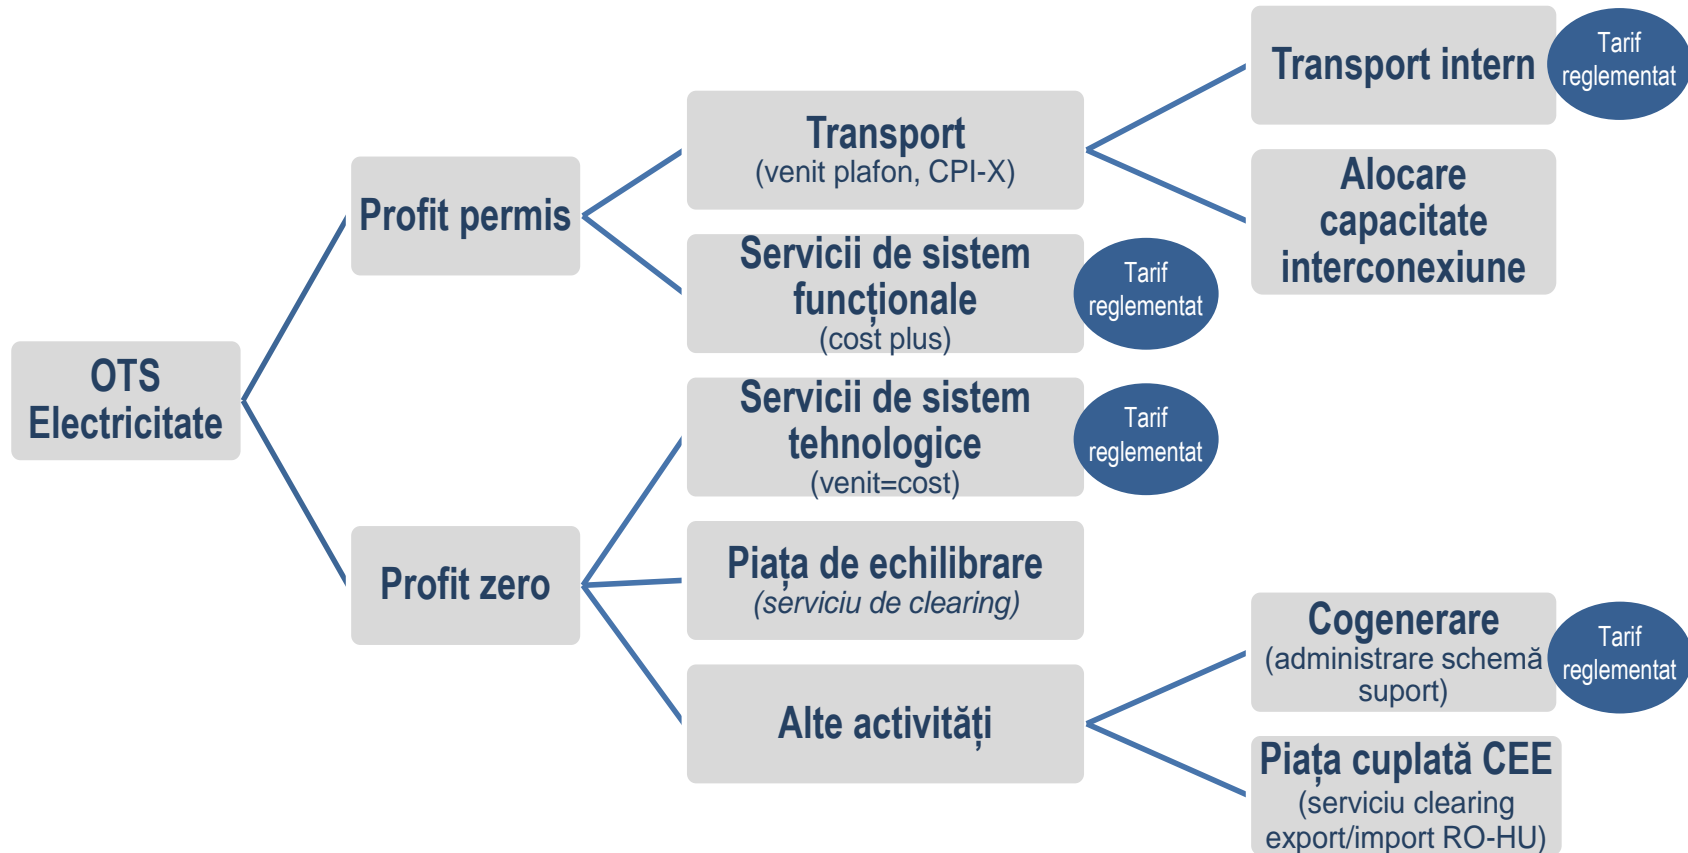 OTS
Electricitate
Profit permis
Profit zero
Transport
(venit plafon, CPI-X)
Servicii de sistem
funcționale
(cost plus)
Tarif
reglementat
Servicii de sistem
tehnologice
(venit=cost)
Tarif
reglementat
Piața de echilibrare
(serviciu de clearing)
Alte activități
Transport intern
Tarif
reglementat
Alocare
capacitate
interconexiune
Cogenerare
(administrare schemă
suport)
Tarif
reglementat
Piața cuplată CEE
(serviciu clearing
export/import RO-HU)